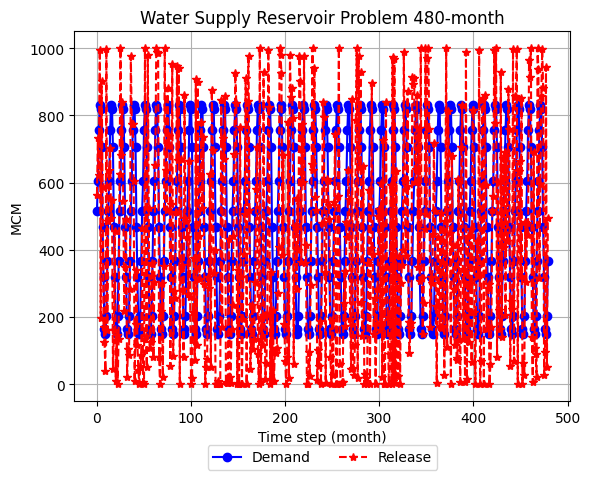 Water Supply Reservoir Problem 480-month
1000
800
600
400
200
0
MCM
0 100 200 300 400 500
Time step (month)
Demand Release